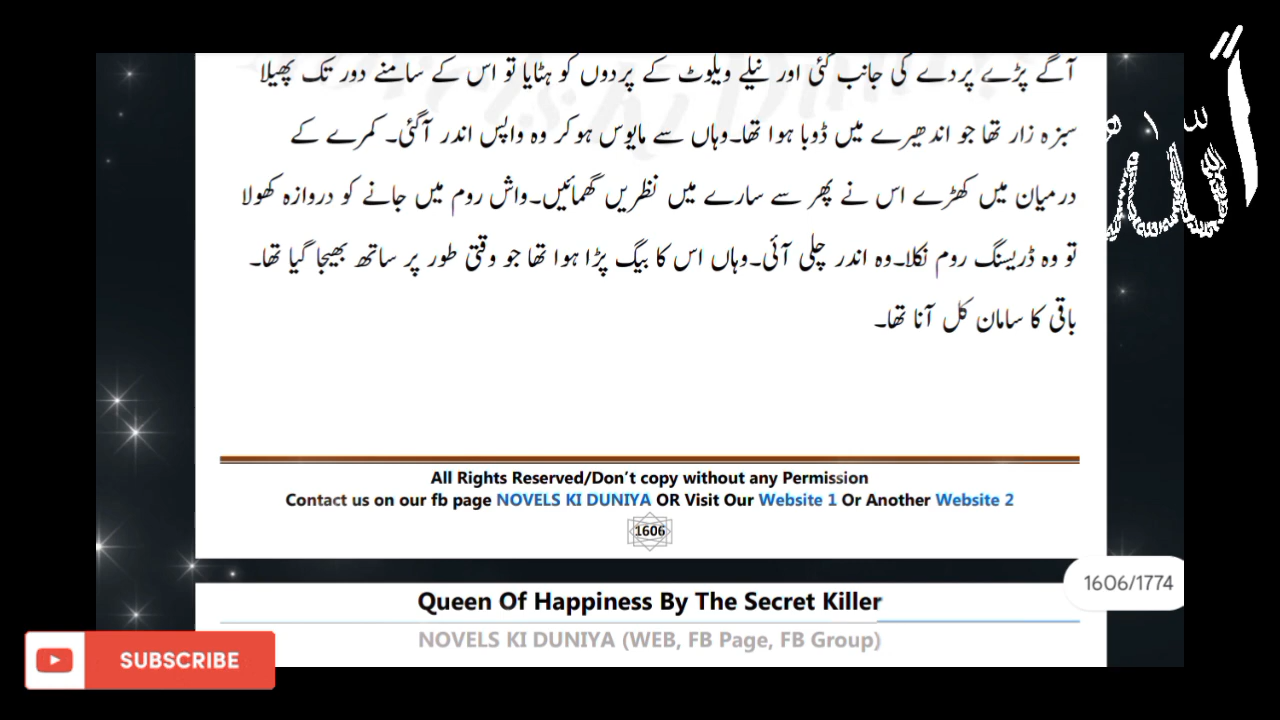 آگے پڑے پردے کی جانب گئی اور نیلے ویلوٹ کے پردوں کو ہٹایا تو اس کے سامنے دور تک پھیلا
سبزہ زار تھا جو اندھیرے میں ڈوبا ہوا تھا۔وہاں سے مایوس ہوکر وہ واپس اندر آگئی۔ کمرے کے
درمیان میں کھڑے اس نے پھر سے سارے میں نظریں گھمائیں۔واش روم میں جانے کو دروازہ کھولا
تو وہ ڈریسنگ روم نکلا۔وہ اندر چلی آئی۔وہاں اس کا بیگ پڑا ہوا تھا جو وقتی طور پر ساتھ بھیجا گیا تھا۔
باقی کا سامان کل آنا تھا۔
اللہ
All Rights Reserved/Don’t copy without any Permission
Contact us on our fb page NOVELS KI DUNIYA OR Visit Our Website 1 Or Another Website 2
1606
1606/1774
Queen Of Happiness By The Secret Killer
NOVELS KI DUNIYA (WEB, FB Page, FB Group)
SUBSCRIBE